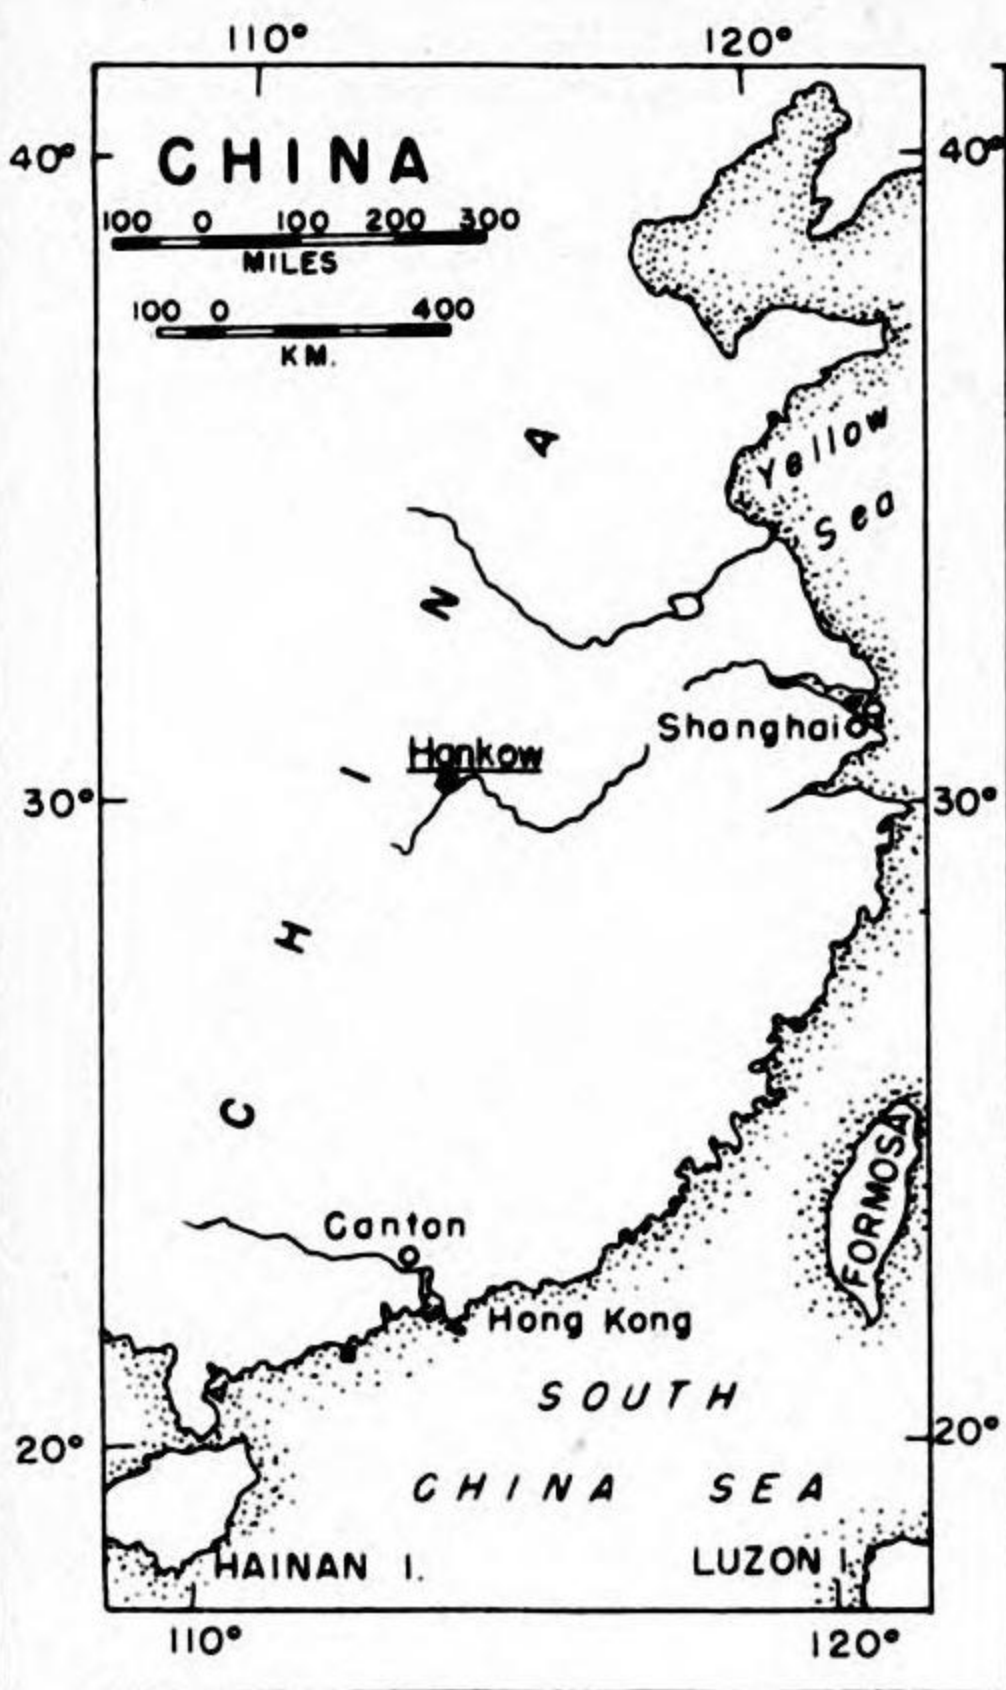 110° 120°
40° 40°
CHINA
100 0 100 200 300
MILES
100 0 400
KM.
Yellow
Sea
CHINA
Shanghai
Hankow
30° 30°
FORMOSA
Canton
Hong Kong
SOUTH
20° 20°
CHINA SEA
HAINAN I.
LUZON I.
110° 120°